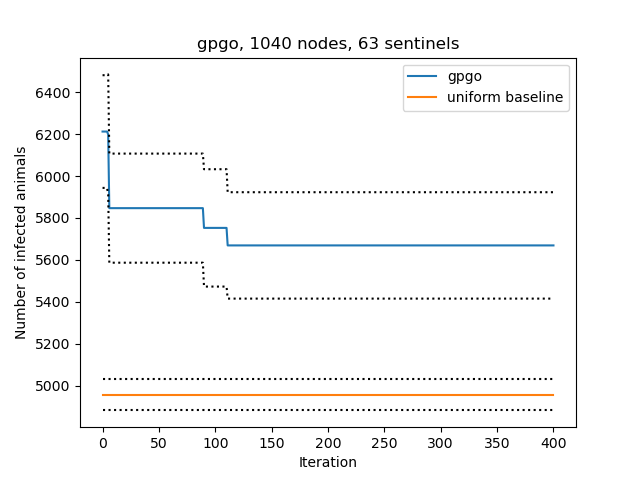 gpgo, 1040 nodes, 63 sentinels
gpgo
uniform baseline
Number of infected animals
6400
6200
6000
5800
5600
5400
5200
5000
0 50 100 150 200 250 300 350 400
Iteration